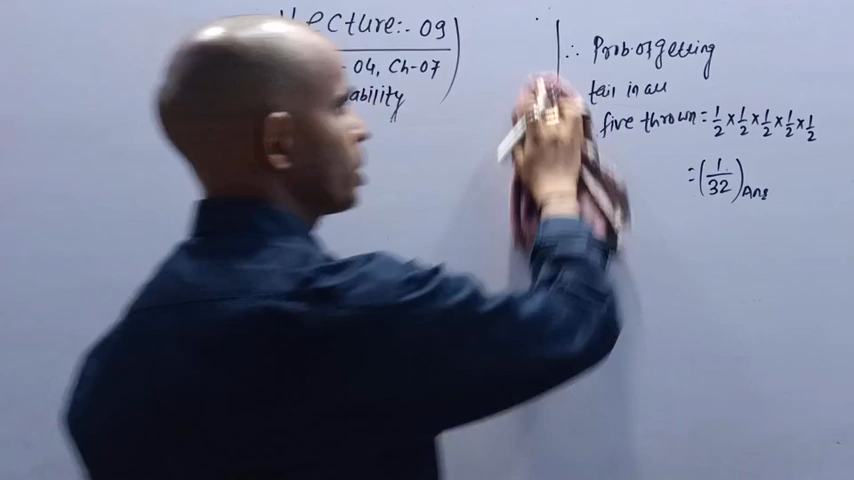 Lecture:- 09
- 04, Ch-07
ability
∴ Prob. of getting
tail in all
five thrown = 1/2 × 1/2 × 1/2 × 1/2 × 1/2
= (1/32) Ans